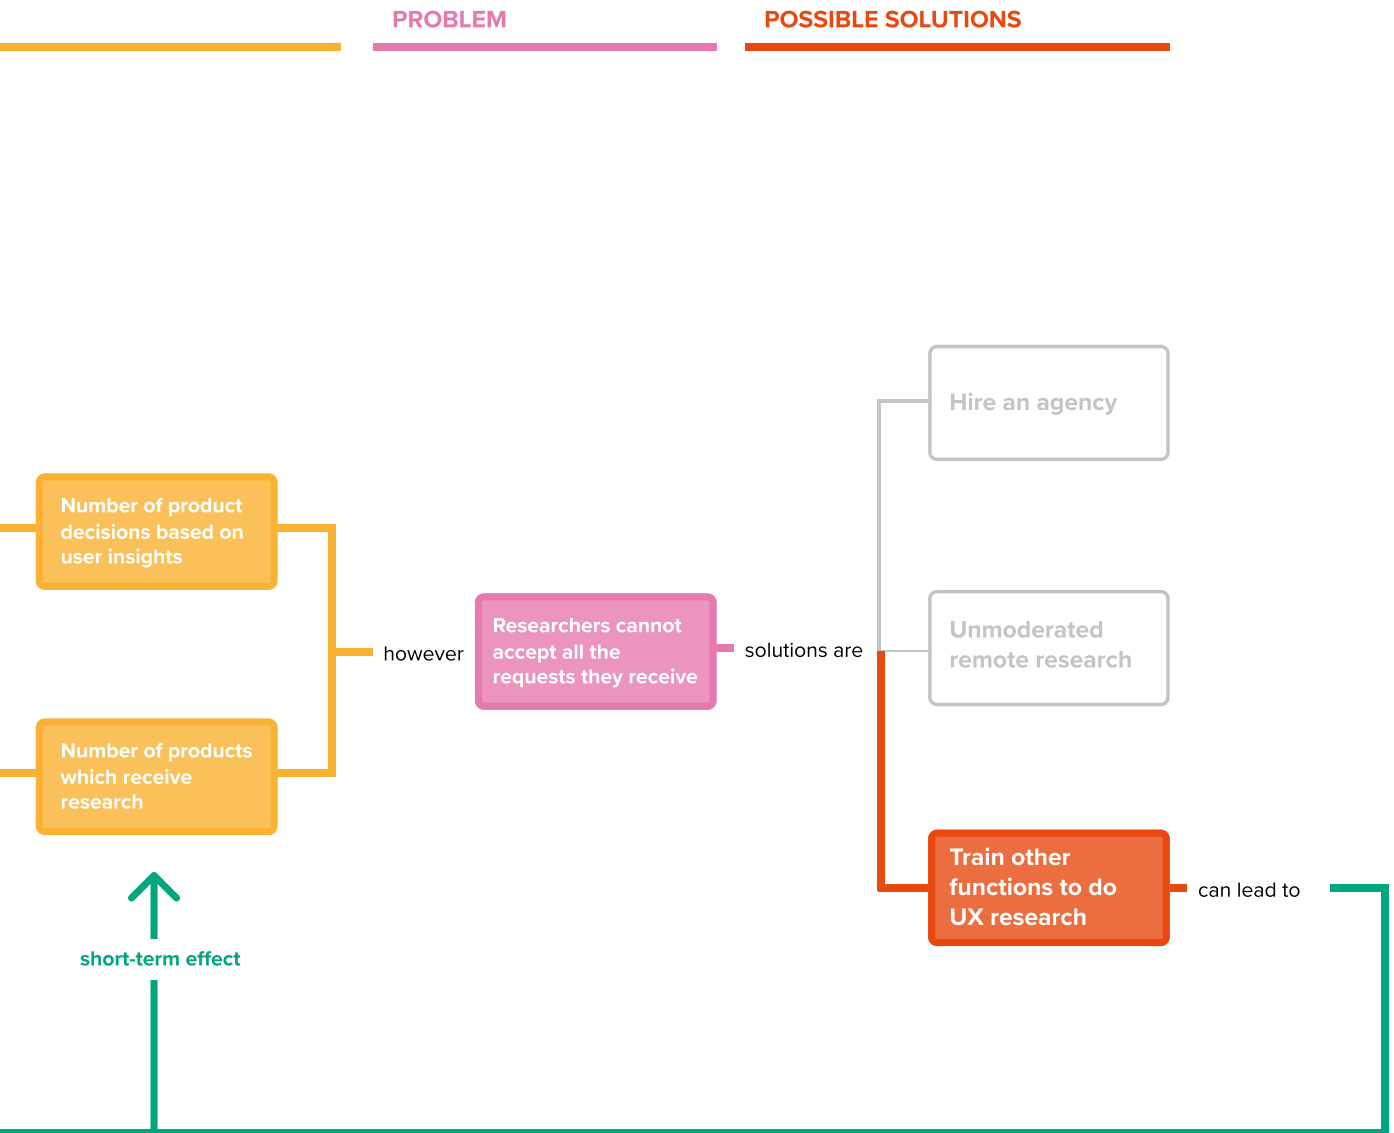 PROBLEM
POSSIBLE SOLUTIONS
Hire an agency
Number of product
decisions based on
user insights
Researchers cannot
accept all the
requests they receive
however
solutions are
Unmoderated
remote research
Number of products
which receive
research
Train other
functions to do
UX research
can lead to
short-term effect